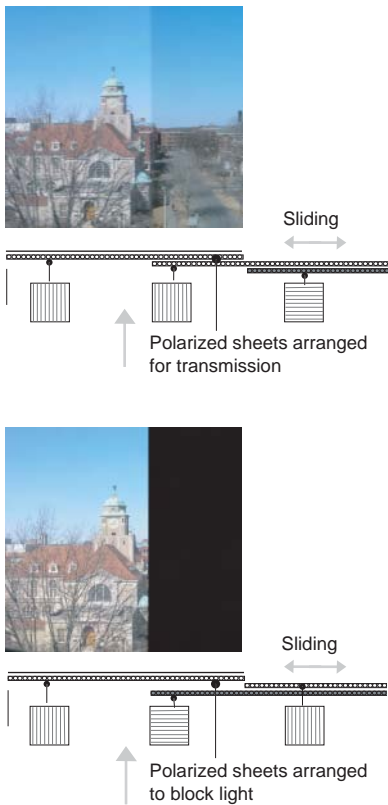 Sliding
Polarized sheets arranged
for transmission
Sliding
Polarized sheets arranged
to block light